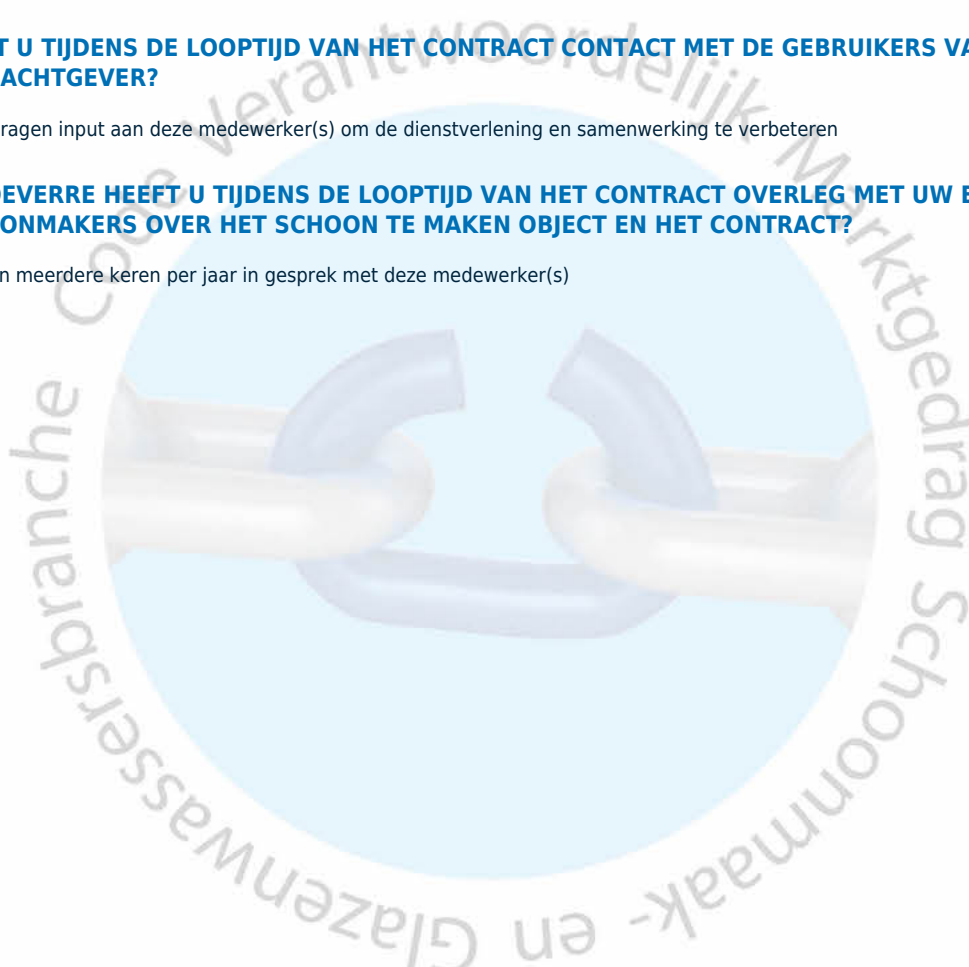 T U TIJDENS DE LOOPTIJD VAN HET CONTRACT CONTACT MET DE GEBRUIKERS VA
ACHTGEVER?
ragen input aan deze medewerker(s) om de dienstverlening en samenwerking te verbeteren
OEVERRE HEEFT U TIJDENS DE LOOPTIJD VAN HET CONTRACT OVERLEG MET UW E
ONMAKERS OVER HET SCHOON TE MAKEN OBJECT EN HET CONTRACT?
n meerdere keren per jaar in gesprek met deze medewerker(s)
Code Verantwoordelijk Marktgedrag Schoonmaak- en Glazenwassersbranche